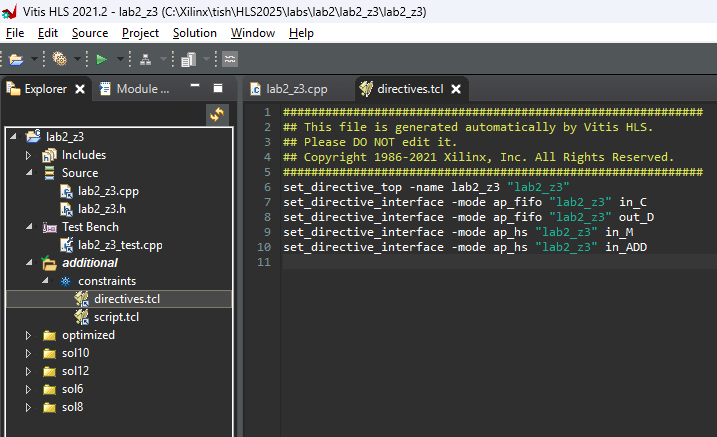 Vitis HLS 2021.2 - lab2_z3 (C:\Xilinx\tish\HLS2025\labs\lab2\lab2_z3\lab2_z3)
File Edit Source Project Solution Window Help
Explorer Module ...
lab2_z3
Includes
Source
lab2_z3.cpp
lab2_z3.h
Test Bench
lab2_z3_test.cpp
additional
constraints
directives.tcl
script.tcl
optimized
sol10
sol12
sol6
sol8
lab2_z3.cpp directives.tcl
1 ############################################################
2 ## This file is generated automatically by Vitis HLS.
3 ## Please DO NOT edit it.
4 ## Copyright 1986-2021 Xilinx, Inc. All Rights Reserved.
5 ############################################################
6 set_directive_top -name lab2_z3 "lab2_z3"
7 set_directive_interface -mode ap_fifo "lab2_z3" in_C
8 set_directive_interface -mode ap_fifo "lab2_z3" out_D
9 set_directive_interface -mode ap_hs "lab2_z3" in_M
10 set_directive_interface -mode ap_hs "lab2_z3" in_ADD
11